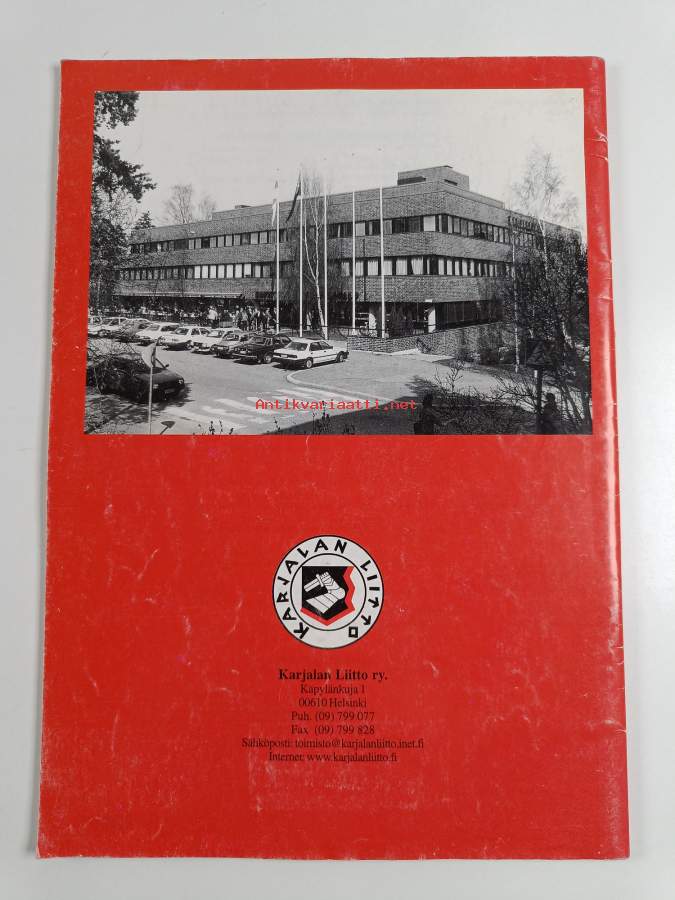 Antikvariaatti.net
KARJALAN LIITTO
Karjalan Liitto ry.
Käpylänkuja 1
00610 Helsinki
Puh. (09) 799 077
Fax (09) 799 828
Sähköposti: toimisto@karjalanliitto.inet.fi
Internet: www.karjalanliitto.fi